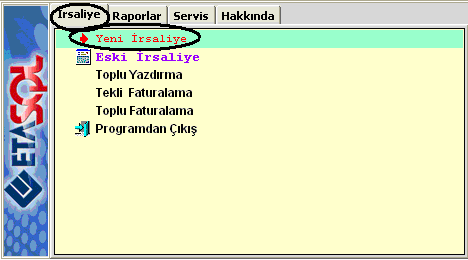 İrsaliye Raporlar Servis Hakkında
Yeni İrsaliye
Eski İrsaliye
Toplu Yazdırma
Tekli Faturalama
Toplu Faturalama
Programdan Çıkış
ETASQL